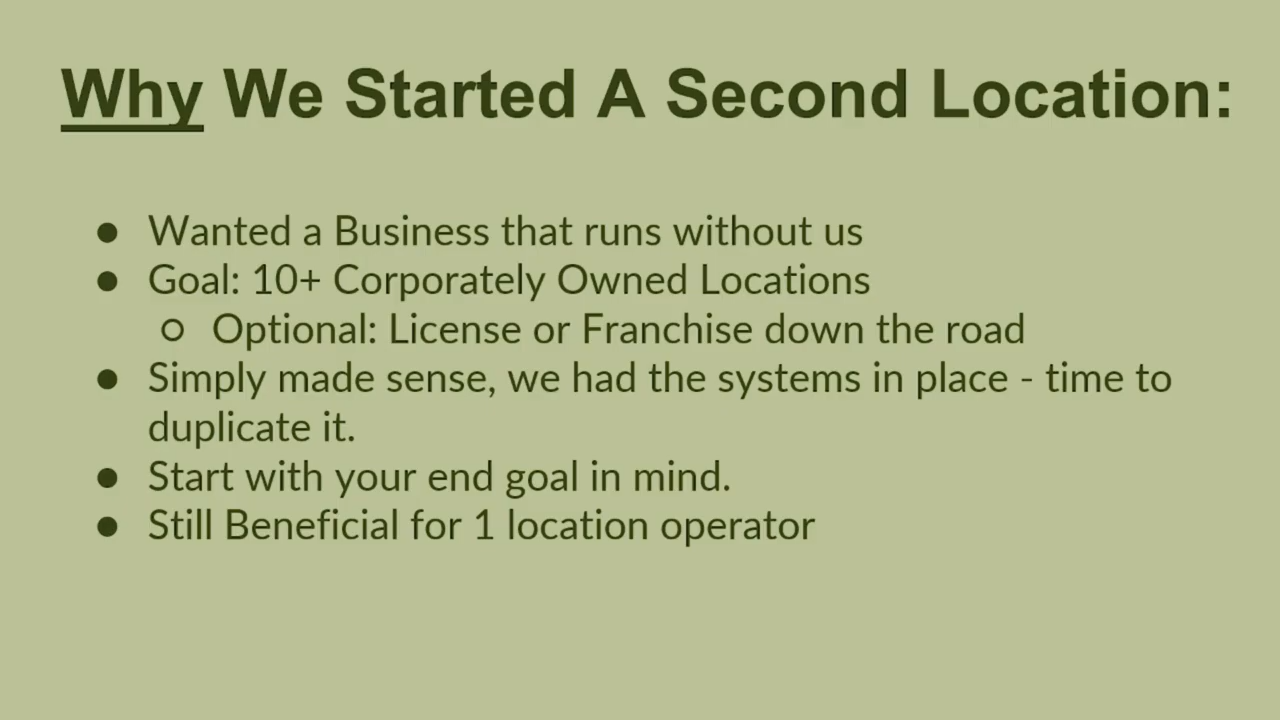 Why We Started A Second Location:
● Wanted a Business that runs without us
● Goal: 10+ Corporately Owned Locations
○ Optional: License or Franchise down the road
● Simply made sense, we had the systems in place - time to
duplicate it.
● Start with your end goal in mind.
● Still Beneficial for 1 location operator